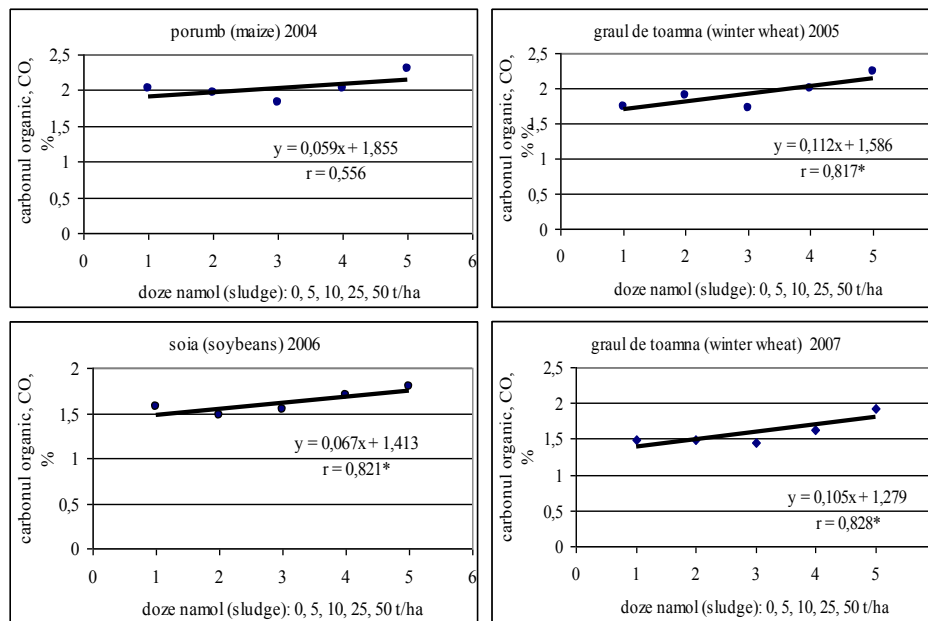 porumb (maize) 2004
carbonul organic, CO, %
2,5
2
1,5
1
0,5
0
y = 0,059x + 1,855
r = 0,556
0 1 2 3 4 5 6
doze namol (sludge): 0, 5, 10, 25, 50 t/ha
graul de toamna (winter wheat) 2005
carbonul organic, CO, % %
2,5
2
1,5
1
0,5
0
y = 0,112x + 1,586
r = 0,817*
0 1 2 3 4 5
doze namol (sludge): 0, 5, 10, 25, 50 t/ha
soia (soybeans) 2006
carbonul organic, CO, %
2
1,5
1
0,5
0
y = 0,067x + 1,413
r = 0,821*
0 1 2 3 4 5 6
doze namol (sludge): 0, 5, 10, 25, 50 t/ha
graul de toamna (winter wheat) 2007
carbonul organic, CO, %
2,5
2
1,5
1
0,5
0
y = 0,105x + 1,279
r = 0,828*
0 1 2 3 4 5
doze namol (sludge): 0, 5, 10, 25, 50 t/ha